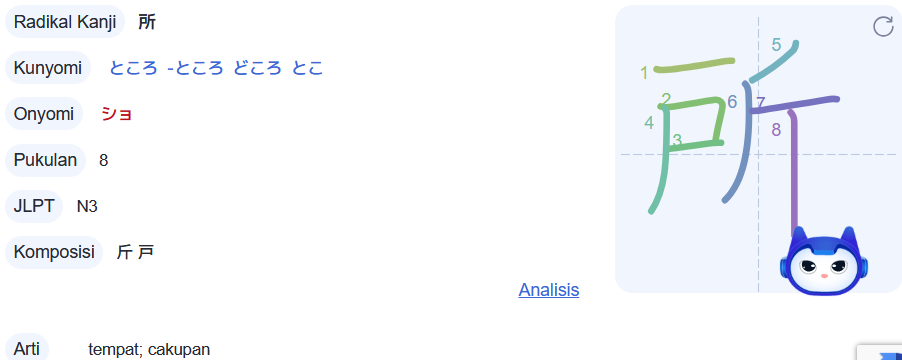 Radikal Kanji 所
Kunyomi ところ -ところ どころ とこ
Onyomi ショ
Pukulan 8
JLPT N3
Komposisi 斤 戸
Analisis
Arti tempat; cakupan
1
2
3
4
5
6
7
8
所